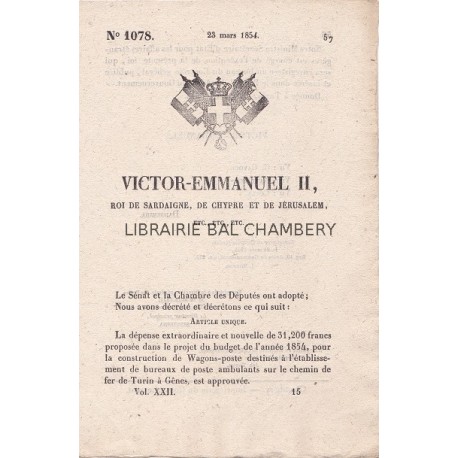 N° 1078. 23 mars 1854. 57
VICTOR-EMMANUEL II,
ROI DE SARDAIGNE, DE CHYPRE ET DE JÉRUSALEM,
ETC. ETC. ETC.
LIBRAIRIE BAL CHAMBERY
Le Sénat et la Chambre des Députés ont adopté;
Nous avons décrété et décrétons ce qui suit:
ARTICLE UNIQUE.
La dépense extraordinaire et nouvelle de 31,200 francs
proposée dans le projet du budget de l'année 1854, pour
la construction de Wagons-poste destinés à l'établisse-
ment de bureaux de poste ambulants sur le chemin de
fer de Turin à Gênes, est approuvée.
Vol. XXII. 15